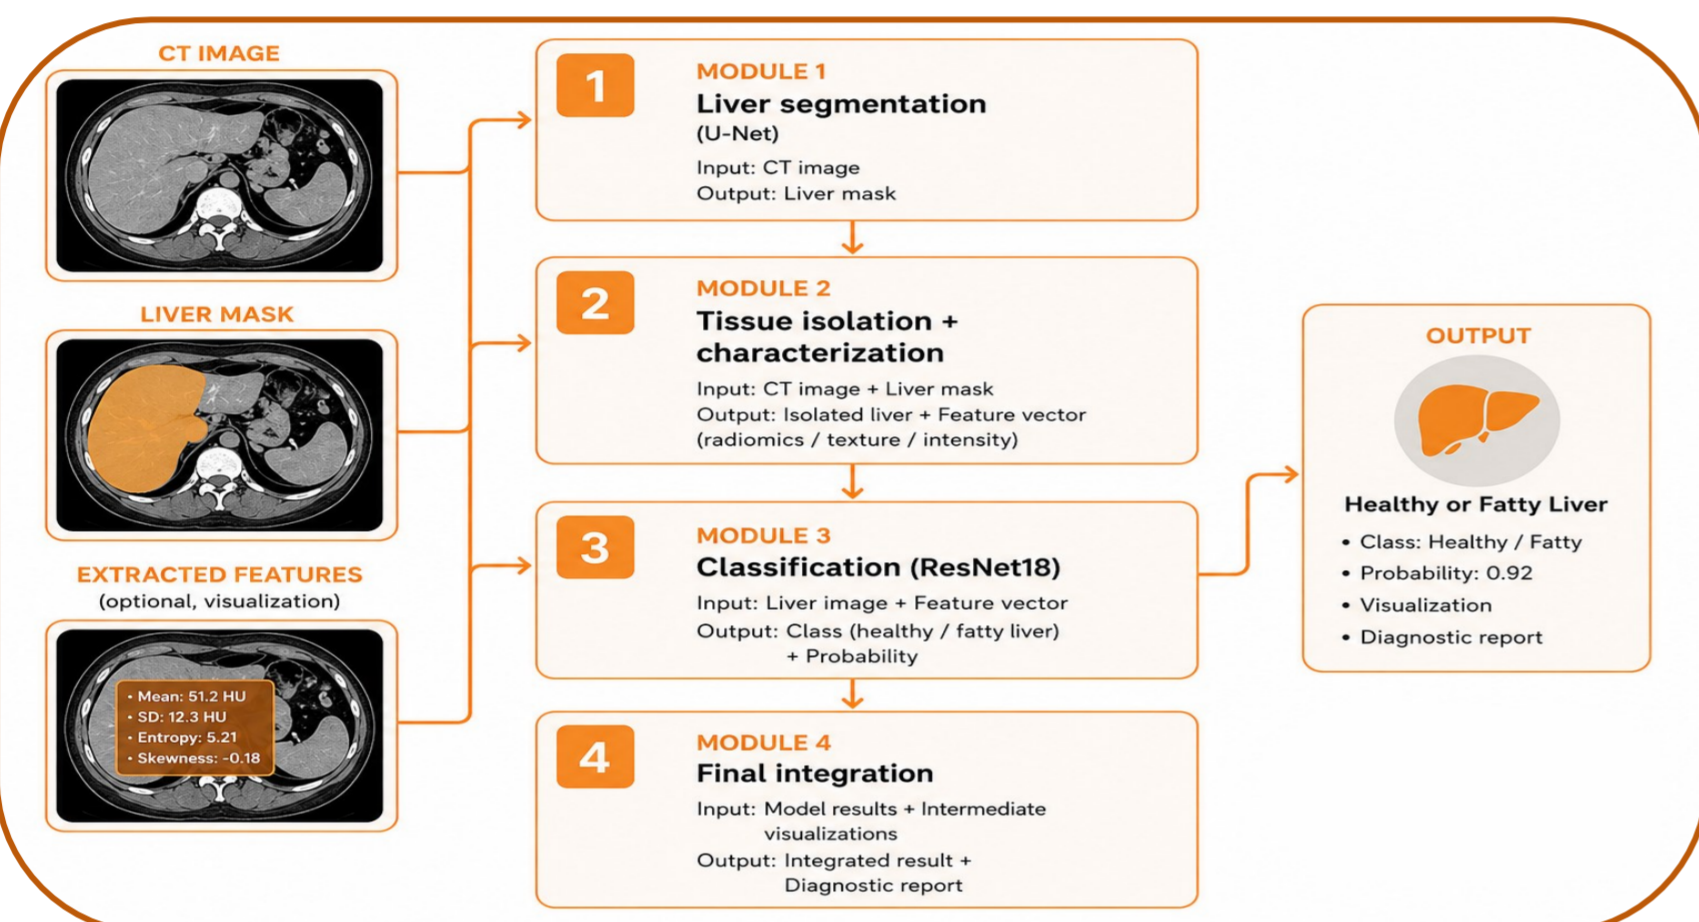 CT IMAGE
LIVER MASK
EXTRACTED FEATURES
(optional, visualization)
• Mean: 51.2 HU
• SD: 12.3 HU
• Entropy: 5.21
• Skewness: -0.18
1
MODULE 1
Liver segmentation
(U-Net)
Input: CT image
Output: Liver mask
2
MODULE 2
Tissue isolation +
characterization
Input: CT image + Liver mask
Output: Isolated liver + Feature vector
(radiomics / texture / intensity)
3
MODULE 3
Classification (ResNet18)
Input: Liver image + Feature vector
Output: Class (healthy / fatty liver)
+ Probability
4
MODULE 4
Final integration
Input: Model results + Intermediate
visualizations
Output: Integrated result +
Diagnostic report
OUTPUT
Healthy or Fatty Liver
• Class: Healthy / Fatty
• Probability: 0.92
• Visualization
• Diagnostic report